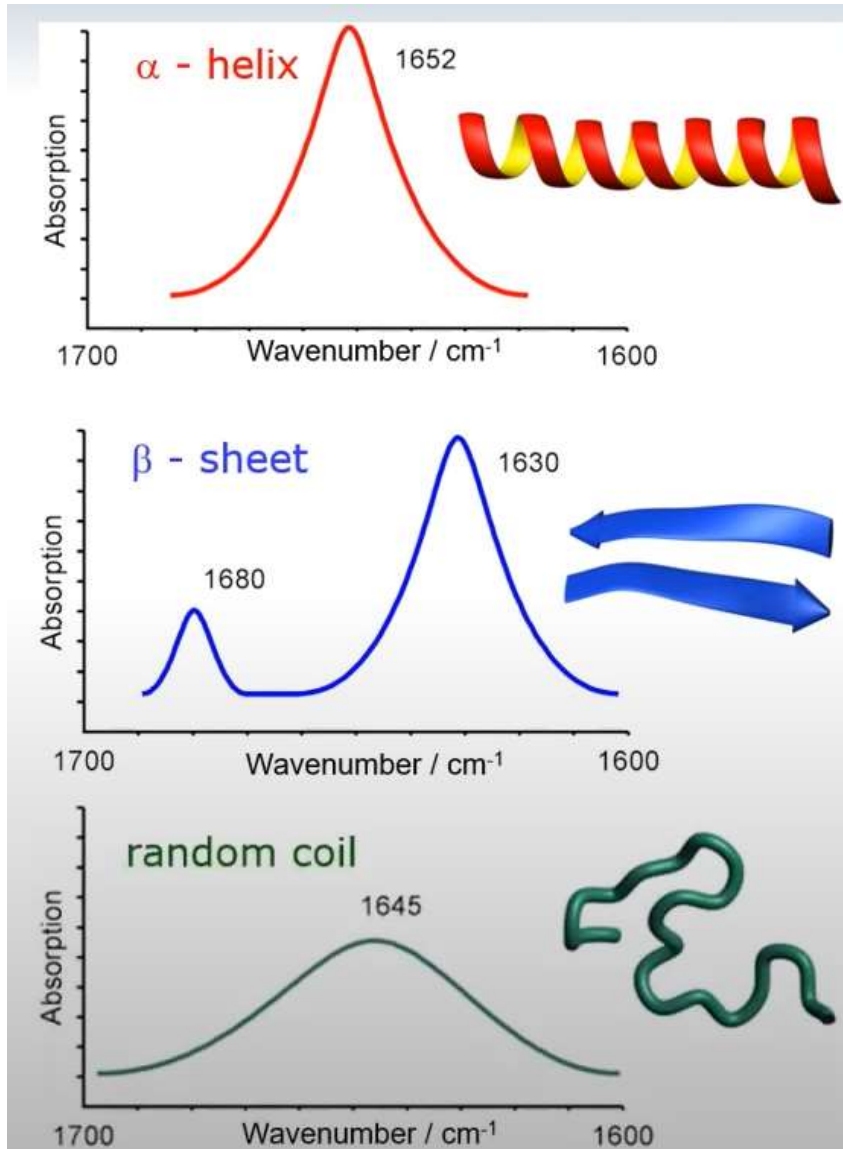 α - helix
1652
Absorption
1700
Wavenumber / cm-1
1600
β - sheet
1630
1680
Absorption
1700
Wavenumber / cm-1
1600
random coil
1645
Absorption
1700
Wavenumber / cm-1
1600